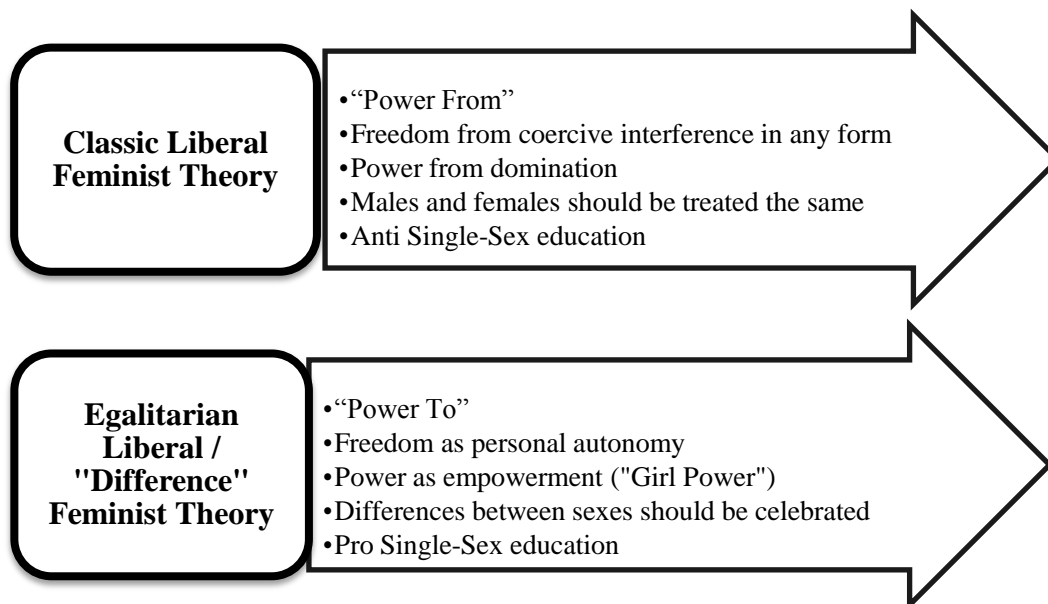 Classic Liberal
Feminist Theory
•“Power From”
•Freedom from coercive interference in any form
•Power from domination
•Males and females should be treated the same
•Anti Single-Sex education
Egalitarian
Liberal /
"Difference"
Feminist Theory
•“Power To”
•Freedom as personal autonomy
•Power as empowerment ("Girl Power")
•Differences between sexes should be celebrated
•Pro Single-Sex education